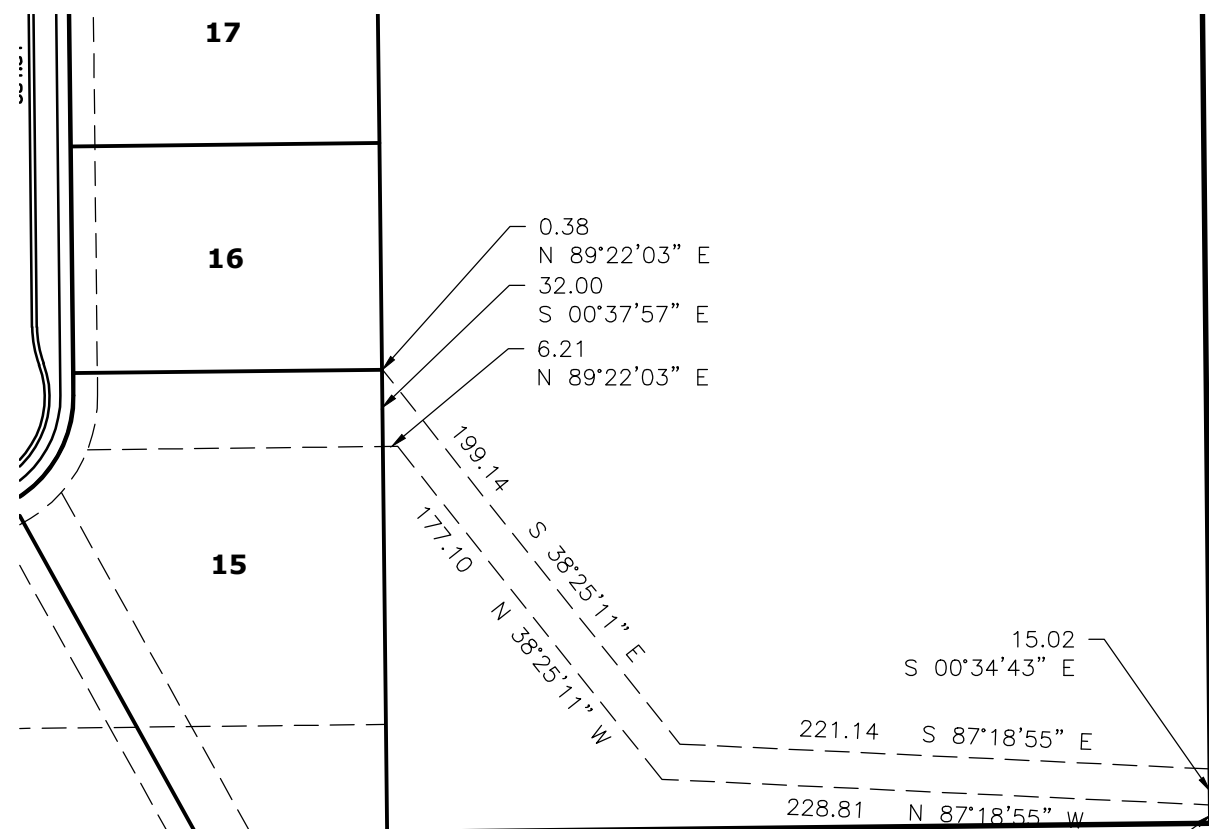 17
16
0.38
N 89°22'03" E
32.00
S 00°37'57" E
6.21
N 89°22'03" E
199.14 S 38°25'11" E
177.10 N 38°25'11" W
15
15.02
S 00°34'43" E
221.14 S 87°18'55" E
228.81 N 87°18'55" W